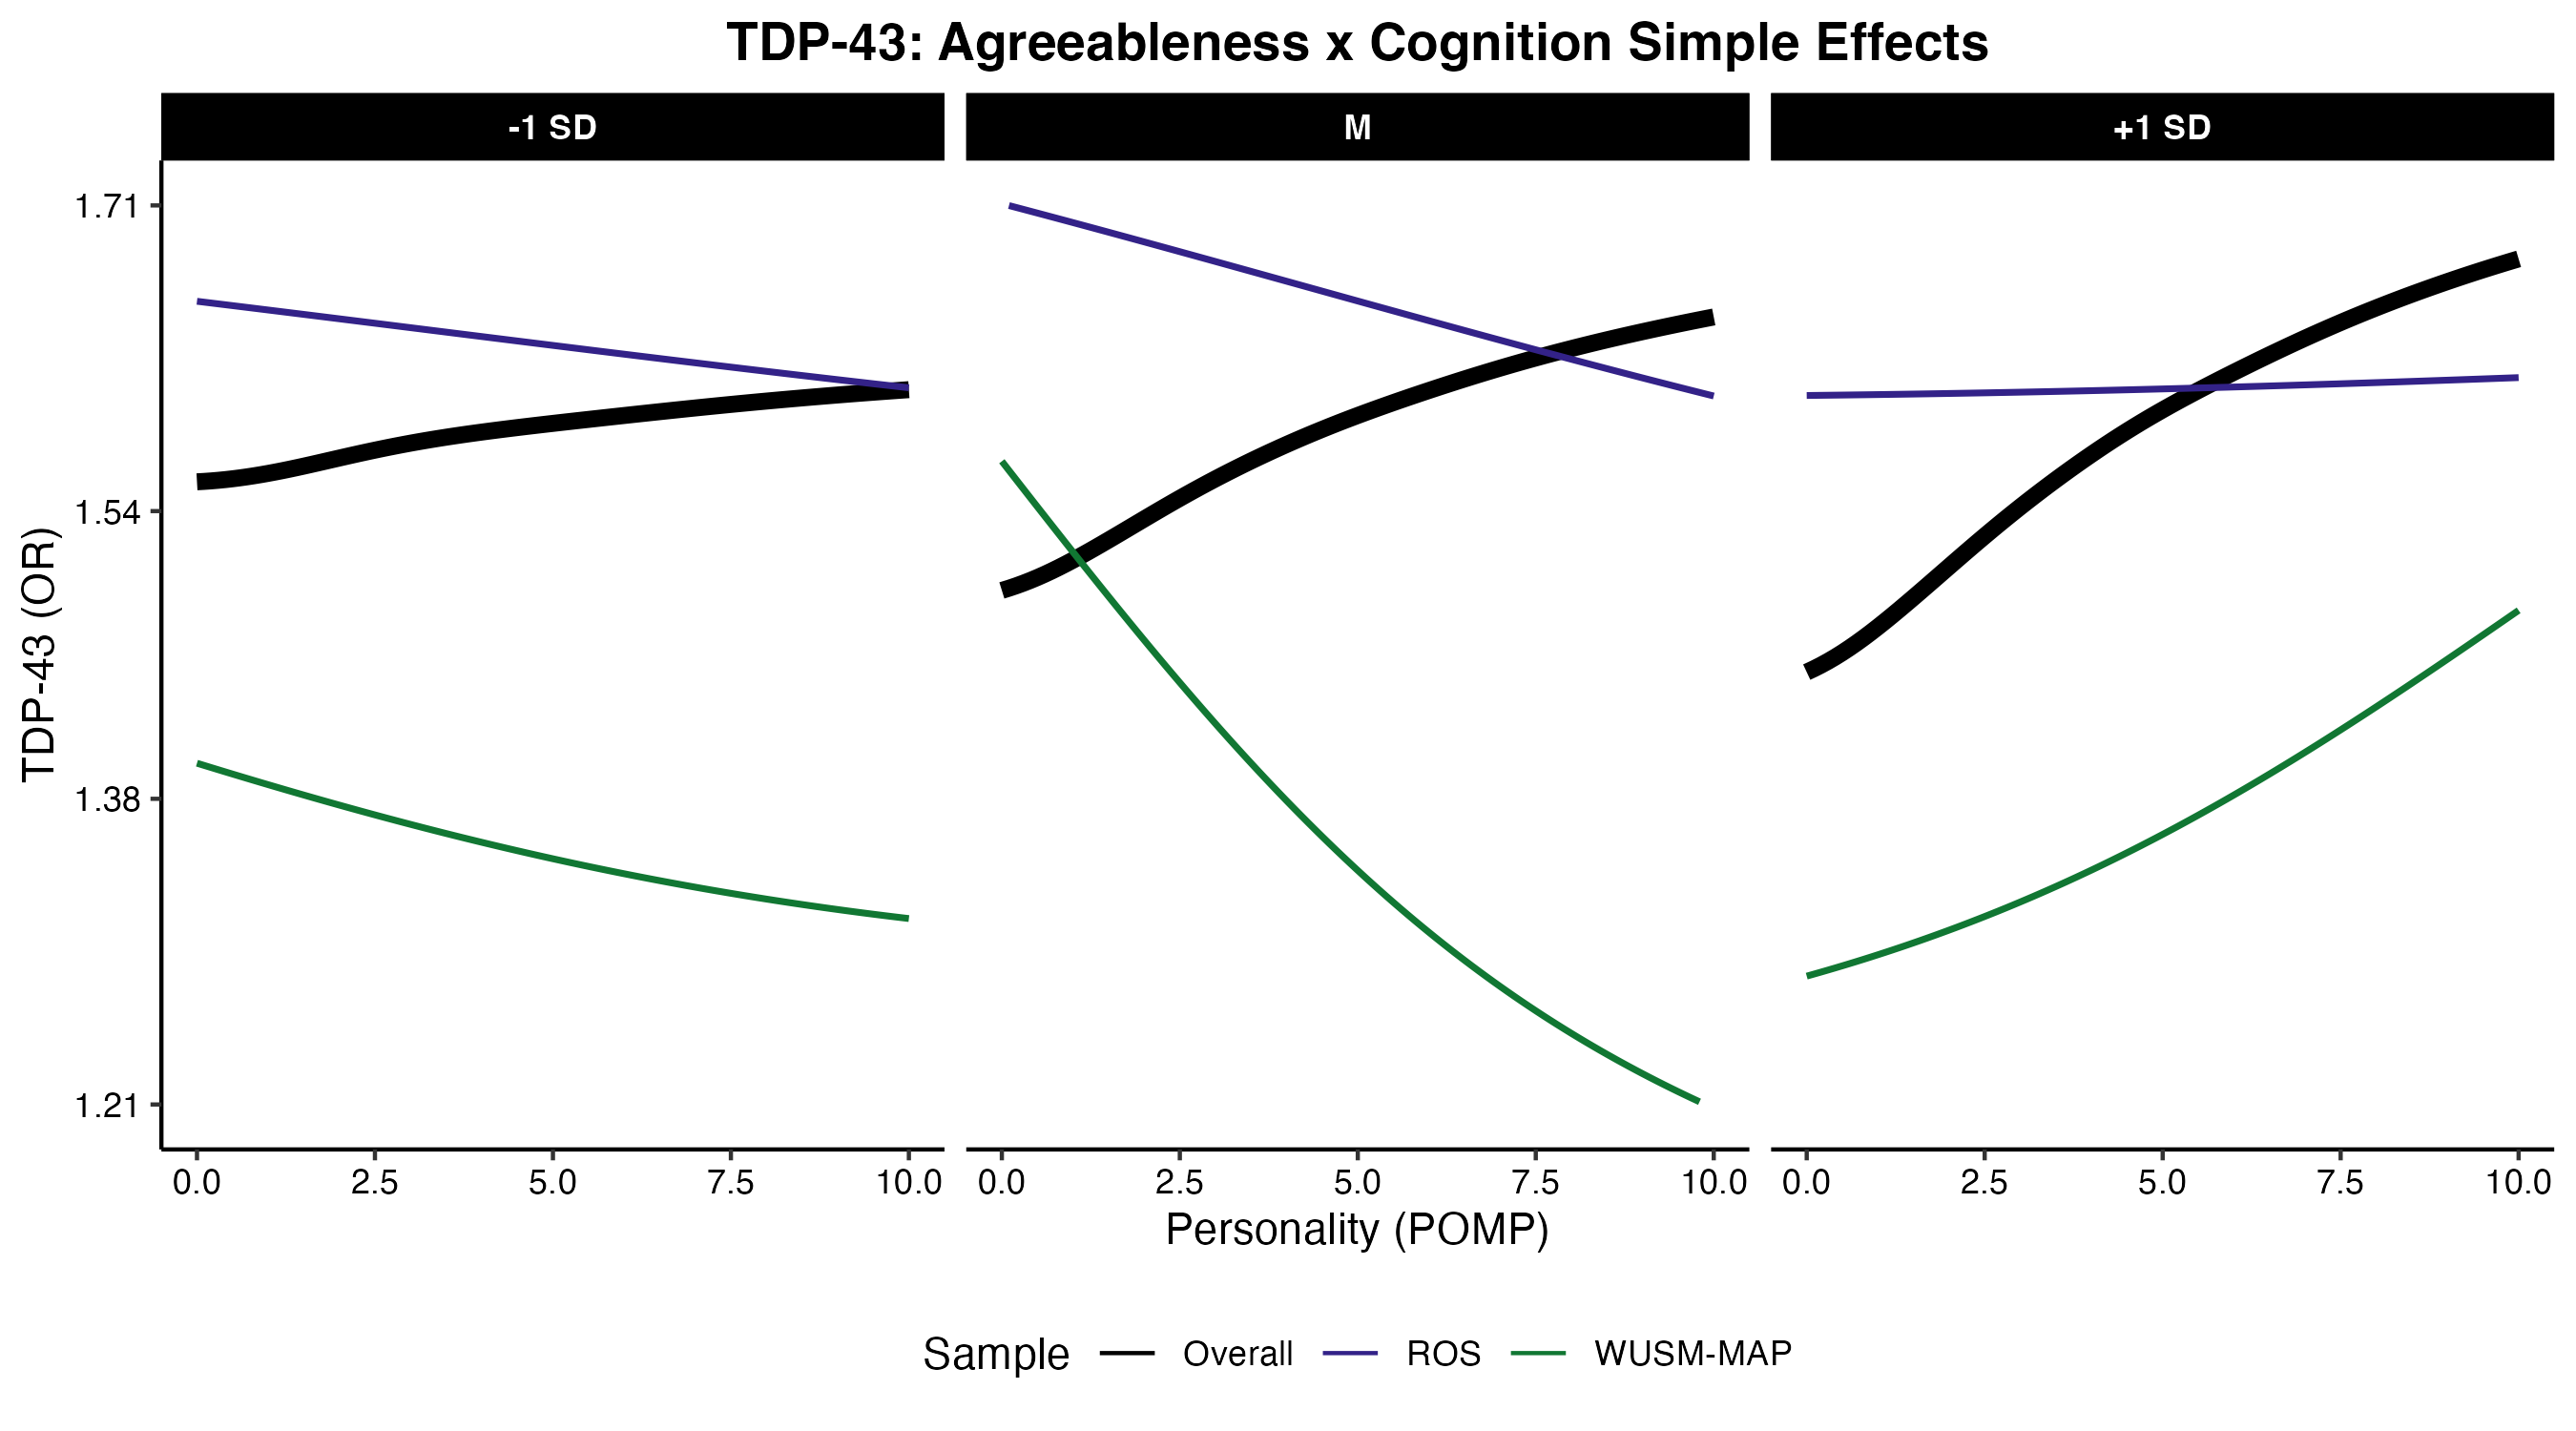 TDP-43: Agreeableness x Cognition Simple Effects
-1 SD M +1 SD
TDP-43 (OR)
1.71
1.54
1.38
1.21
0.0 2.5 5.0 7.5 10.0 0.0 2.5 5.0 7.5 10.0 0.0 2.5 5.0 7.5 10.0
Personality (POMP)
Sample Overall ROS WUSM-MAP